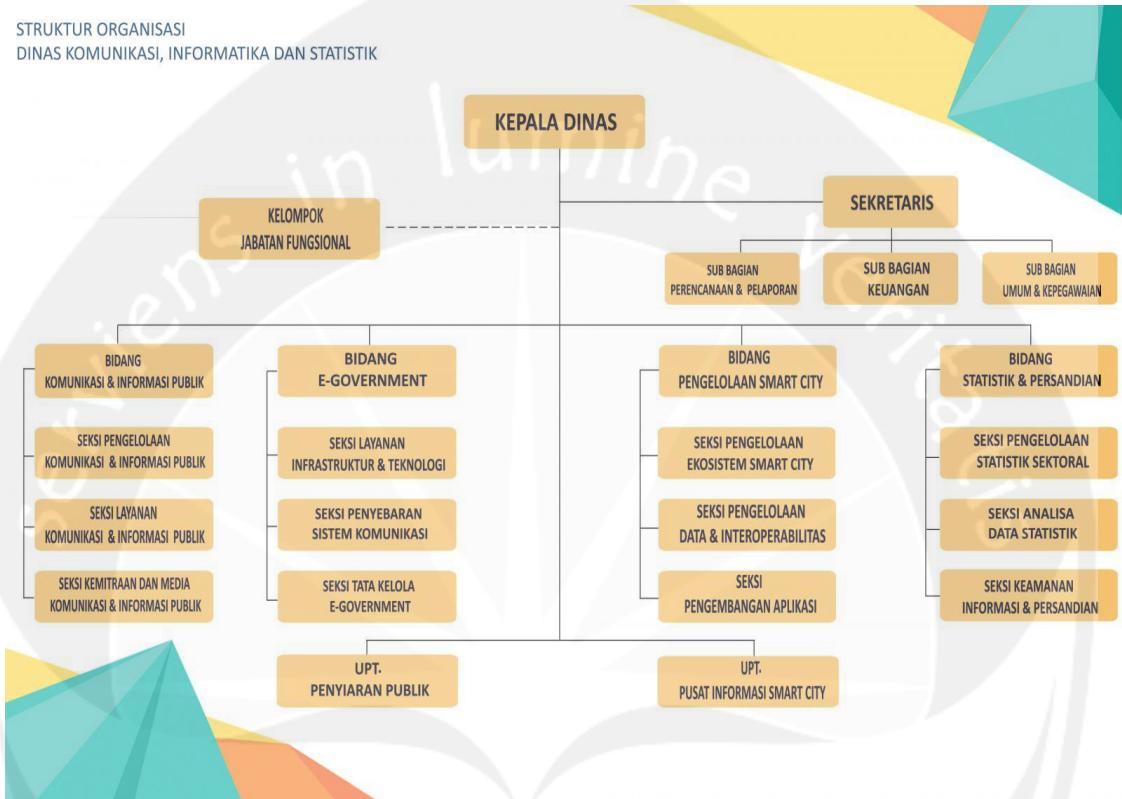 STRUKTUR ORGANISASI
DINAS KOMUNIKASI, INFORMATIKA DAN STATISTIK
KEPALA DINAS
KELOMPOK
JABATAN FUNGSIONAL
SEKRETARIS
SUB BAGIAN
PERENCANAAN & PELAPORAN
SUB BAGIAN
KEUANGAN
SUB BAGIAN
UMUM & KEPEGAWAIAN
BIDANG
KOMUNIKASI & INFORMASI PUBLIK
SEKSI PENGELOLAAN
KOMUNIKASI & INFORMASI PUBLIK
SEKSI LAYANAN
KOMUNIKASI & INFORMASI PUBLIK
SEKSI KEMITRAAN DAN MEDIA
KOMUNIKASI & INFORMASI PUBLIK
BIDANG
E-GOVERNMENT
SEKSI LAYANAN
INFRASTRUKTUR & TEKNOLOGI
SEKSI PENYEBARAN
SISTEM KOMUNIKASI
SEKSI TATA KELOLA
E-GOVERNMENT
BIDANG
PENGELOLAAN SMART CITY
SEKSI PENGELOLAAN
EKOSISTEM SMART CITY
SEKSI PENGELOLAAN
DATA & INTEROPERABILITAS
SEKSI
PENGEMBANGAN APLIKASI
BIDANG
STATISTIK & PERSANDIAN
SEKSI PENGELOLAAN
STATISTIK SEKTORAL
SEKSI ANALISA
DATA STATISTIK
SEKSI KEAMANAN
INFORMASI & PERSANDIAN
UPT.
PENYIARAN PUBLIK
UPT.
PUSAT INFORMASI SMART CITY
serviens in lumine veritatis